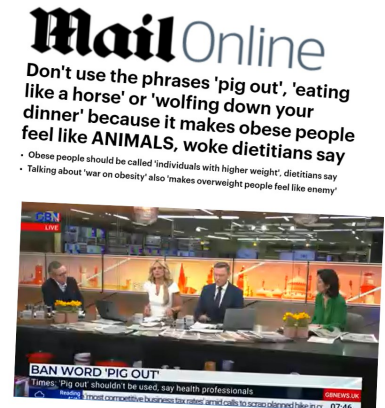 Mail Online
Don't use the phrases 'pig out', 'eating
like a horse' or 'wolfing down your
dinner' because it makes obese people
feel like ANIMALS, woke dietitians say
• Obese people should be called 'individuals with higher weight', dietitians say
• Talking about 'war on obesity' also 'makes overweight people feel like enemy'
GBN
LIVE
BAN WORD 'PIG OUT'
Times: 'Pig out' shouldn't be used, say health professionals
GBNEWS.UK
Reading
most competitive business tax rates' amid calls to scrap planned hike in
07:46